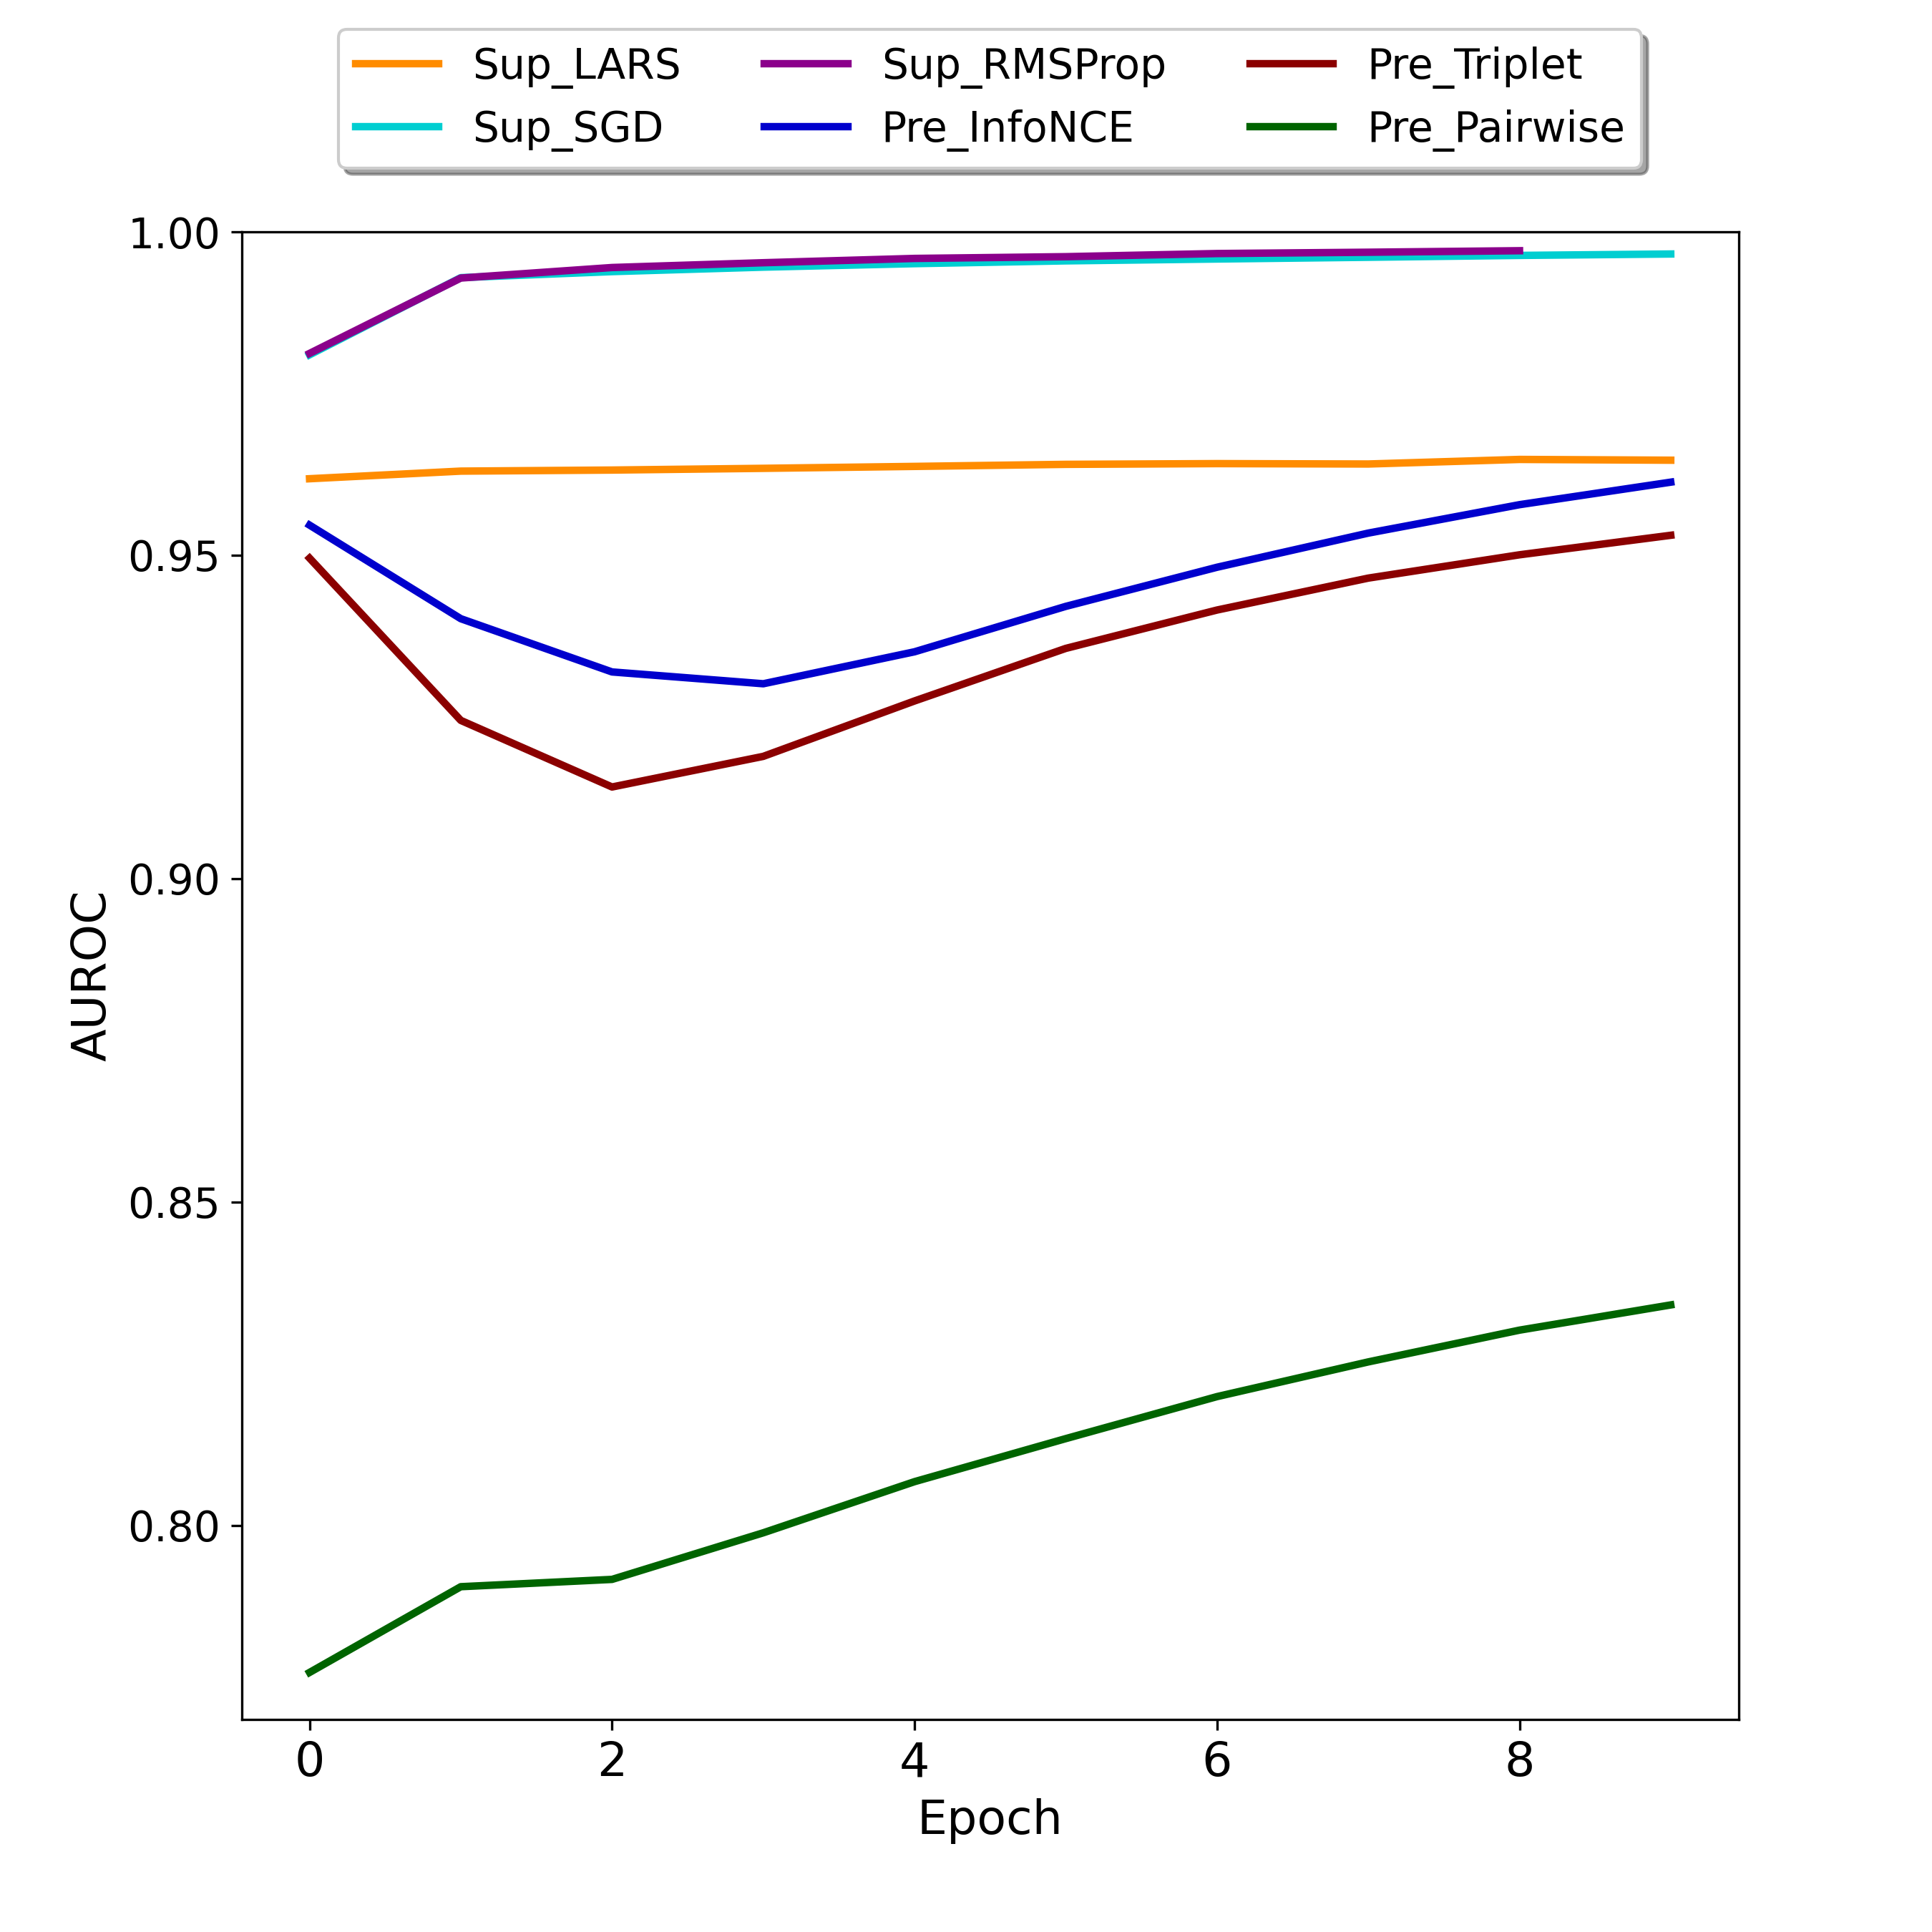 Sup_LARS Sup_RMSProp Pre_Triplet
Sup_SGD Pre_InfoNCE Pre_Pairwise
1.00
0.95
0.90
0.85
0.80
AUROC
0 2 4 6 8
Epoch